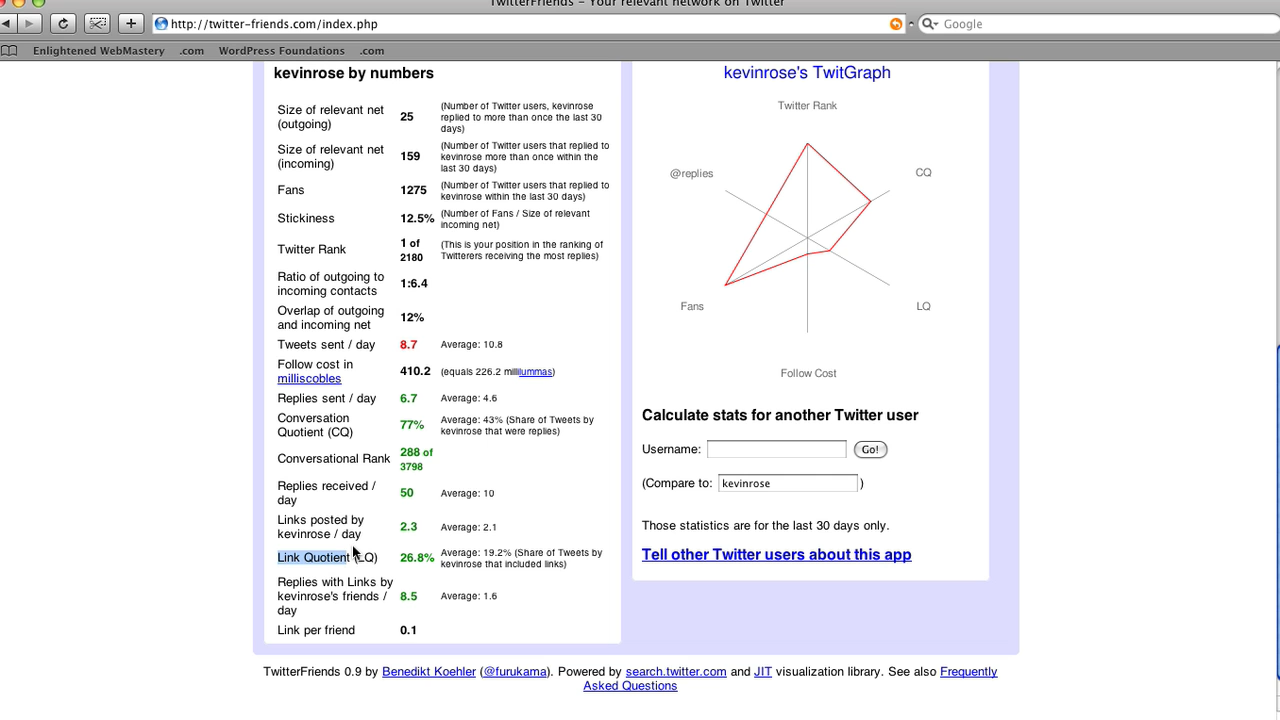 TwitterFriends – Your relevant network on Twitter
http://twitter-friends.com/index.php
Google
Enlightened WebMastery .com WordPress Foundations .com
kevinrose by numbers
Size of relevant net
(outgoing)
25
(Number of Twitter users, kevinrose
replied to more than once the last 30
days)
Size of relevant net
(incoming)
159
(Number of Twitter users that replied to
kevinrose more than once within the
last 30 days)
Fans
1275
(Number of Twitter users that replied to
kevinrose within the last 30 days)
Stickiness
12.5%
(Number of Fans / Size of relevant
incoming net)
Twitter Rank
1 of
2180
(This is your position in the ranking of
Twitterers receiving the most replies)
Ratio of outgoing to
incoming contacts
1:6.4
Overlap of outgoing
and incoming net
12%
Tweets sent / day
8.7
Average: 10.8
Follow cost in
milliscobles
410.2
(equals 226.2 millilummas)
Replies sent / day
6.7
Average: 4.6
Conversation
Quotient (CQ)
77%
Average: 43% (Share of Tweets by
kevinrose that were replies)
Conversational Rank
288 of
3798
Replies received /
day
50
Average: 10
Links posted by
kevinrose / day
2.3
Average: 2.1
Link Quotient (LQ)
26.8%
Average: 19.2% (Share of Tweets by
kevinrose that included links)
Replies with Links by
kevinrose's friends /
day
8.5
Average: 1.6
Link per friend
0.1
kevinrose's TwitGraph
Twitter Rank
@replies
CQ
Fans
LQ
Follow Cost
Calculate stats for another Twitter user
Username:
Go!
(Compare to: kevinrose )
Those statistics are for the last 30 days only.
Tell other Twitter users about this app
TwitterFriends 0.9 by Benedikt Koehler (@furukama). Powered by search.twitter.com and JIT visualization library. See also Frequently
Asked Questions